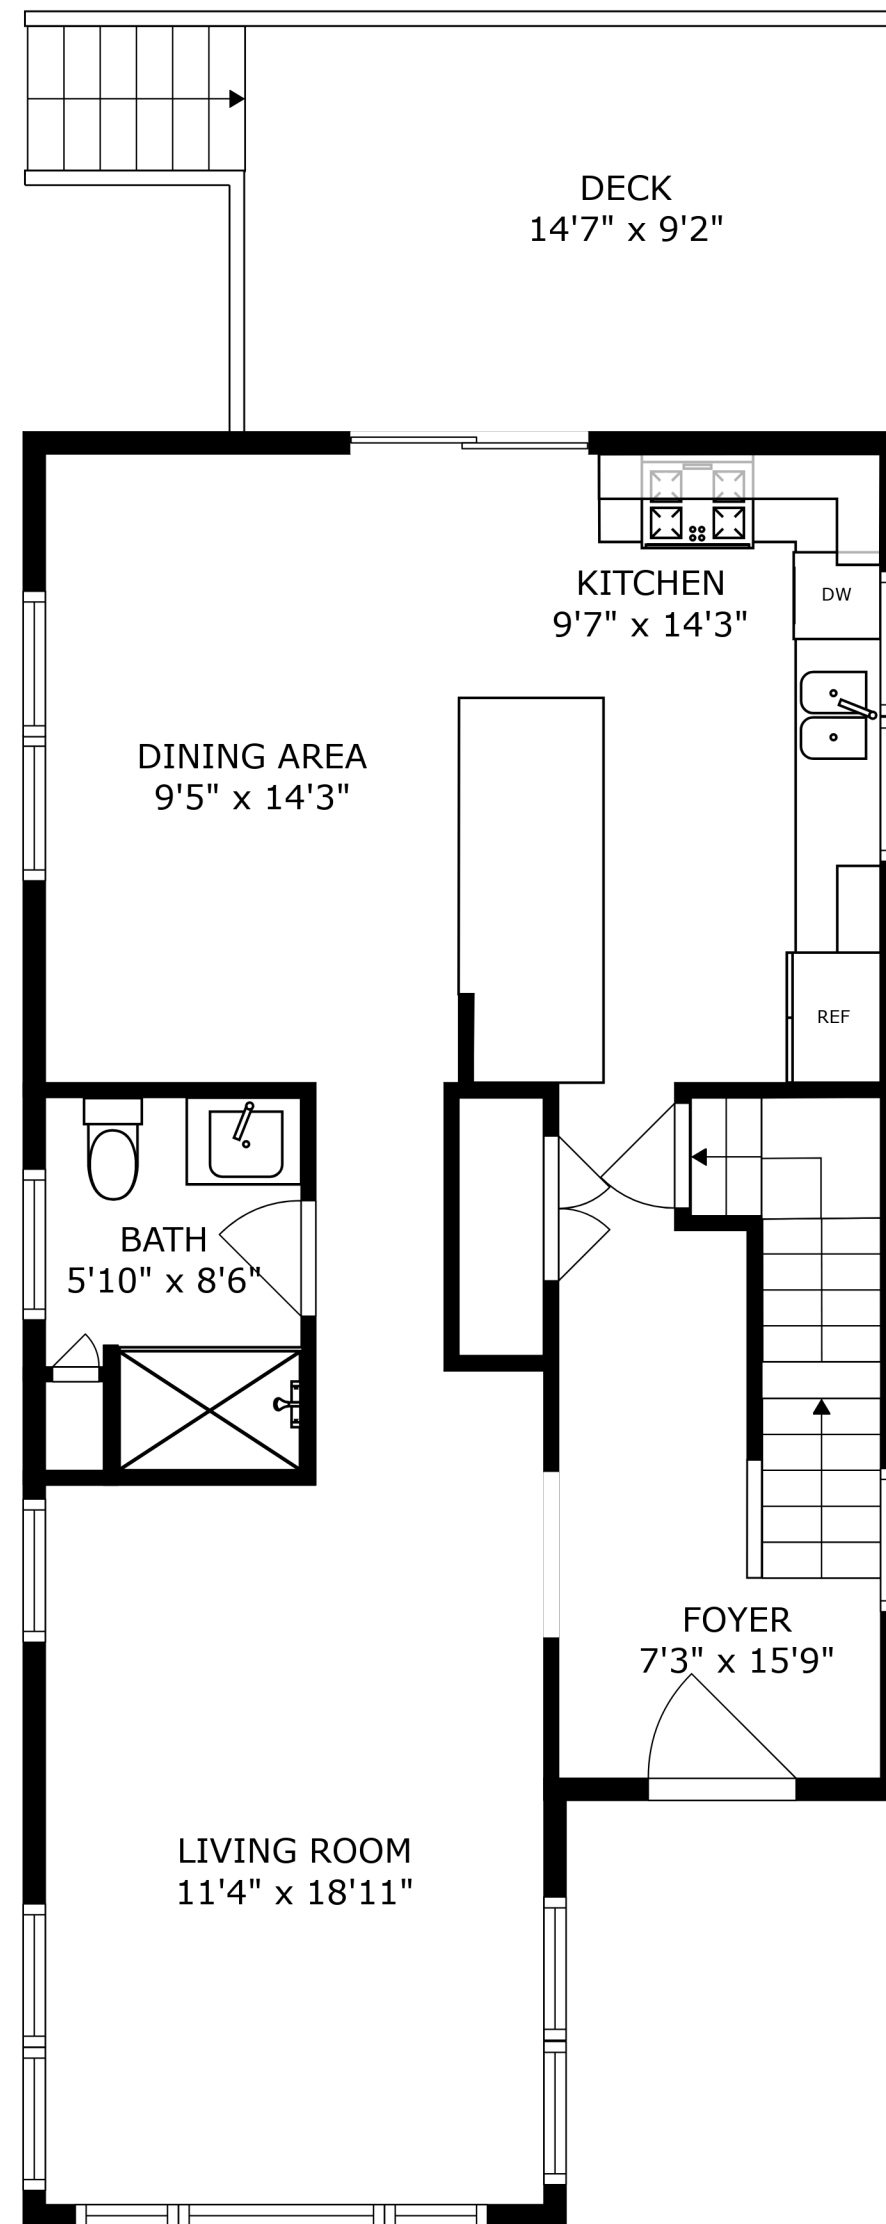 DECK
14'7" x 9'2"
KITCHEN
9'7" x 14'3"
DW
DINING AREA
9'5" x 14'3"
REF
BATH
5'10" x 8'6"
FOYER
7'3" x 15'9"
LIVING ROOM
11'4" x 18'11"